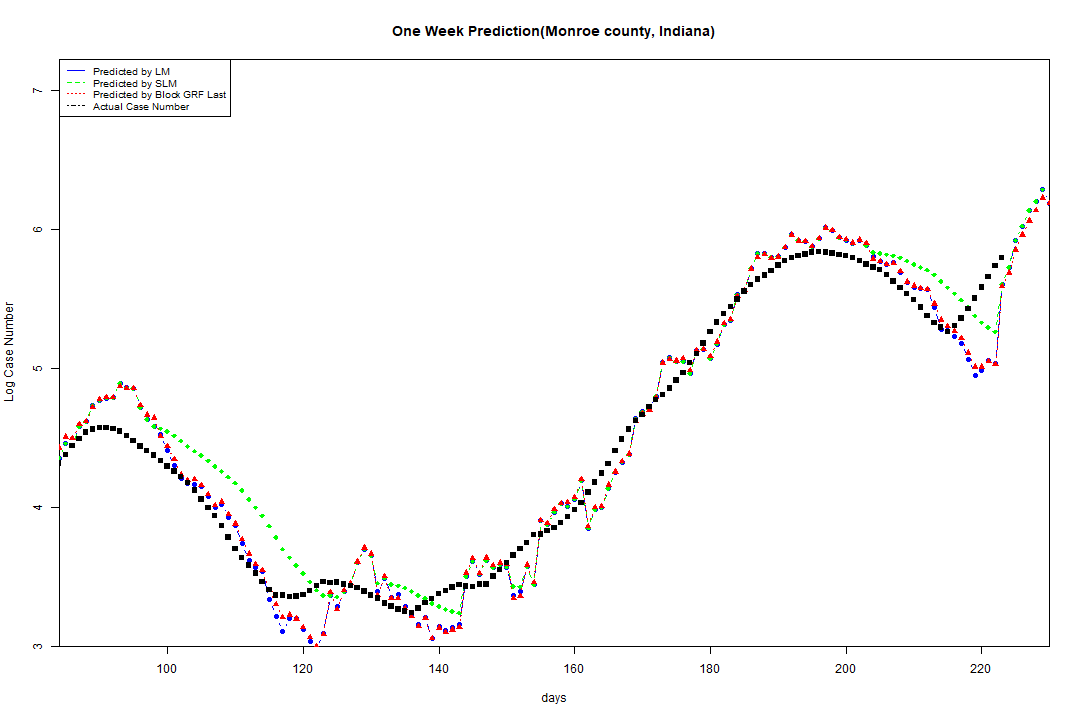 One Week Prediction(Monroe county, Indiana)
Predicted by LM
Predicted by SLM
Predicted by Block GRF Last
Actual Case Number
Log Case Number
7
6
5
4
3
100 120 140 160 180 200 220
days